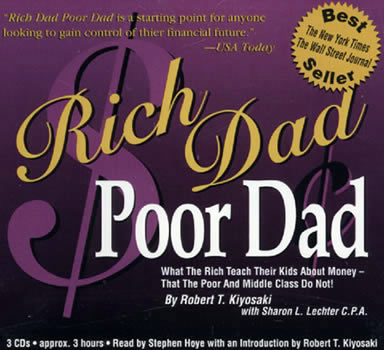 "Rich Dad Poor Dad is a starting point for anyone
looking to gain control of thier financial future."
—USA Today
Best
The New York Times
The Wall Street Journal
Seller
$
¢
Rich Dad
Poor Dad
What The Rich Teach Their Kids About Money –
That The Poor And Middle Class Do Not!
By Robert T. Kiyosaki
with Sharon L. Lechter C.P.A.
3 CDs • approx. 3 hours • Read by Stephen Hoye with an Introduction by Robert T. Kiyosaki